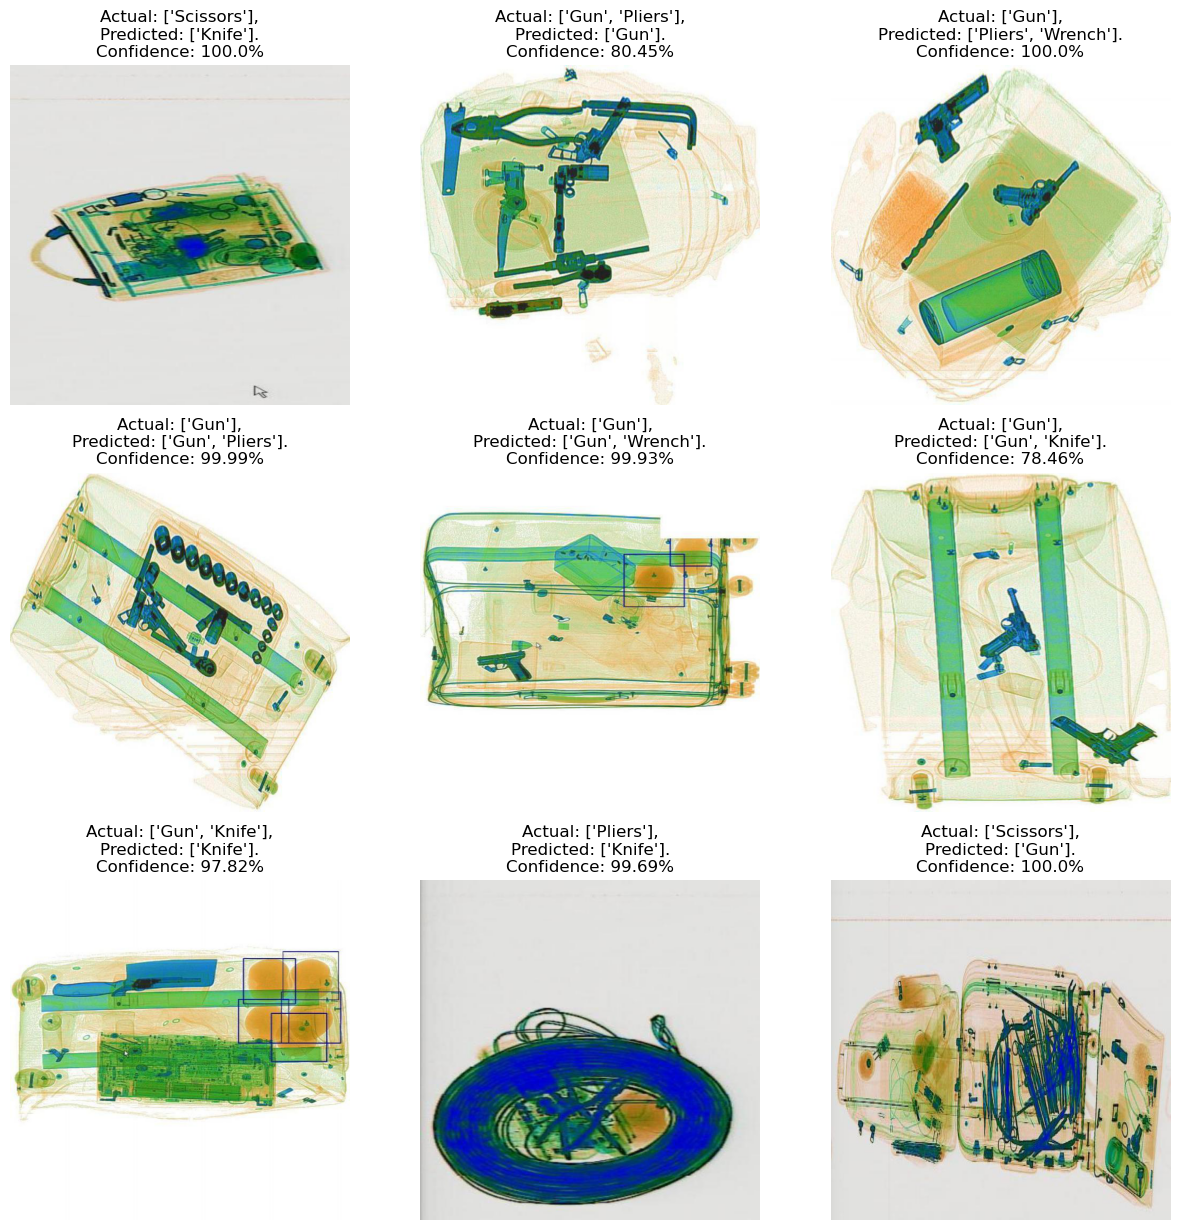 Actual: ['Scissors'],
Predicted: ['Knife'].
Confidence: 100.0%
Actual: ['Gun', 'Pliers'],
Predicted: ['Gun'].
Confidence: 80.45%
Actual: ['Gun'],
Predicted: ['Pliers', 'Wrench'].
Confidence: 100.0%
Actual: ['Gun'],
Predicted: ['Gun', 'Pliers'].
Confidence: 99.99%
Actual: ['Gun'],
Predicted: ['Gun', 'Wrench'].
Confidence: 99.93%
Actual: ['Gun'],
Predicted: ['Gun', 'Knife'].
Confidence: 78.46%
Actual: ['Gun', 'Knife'],
Predicted: ['Knife'].
Confidence: 97.82%
Actual: ['Pliers'],
Predicted: ['Knife'].
Confidence: 99.69%
Actual: ['Scissors'],
Predicted: ['Gun'].
Confidence: 100.0%